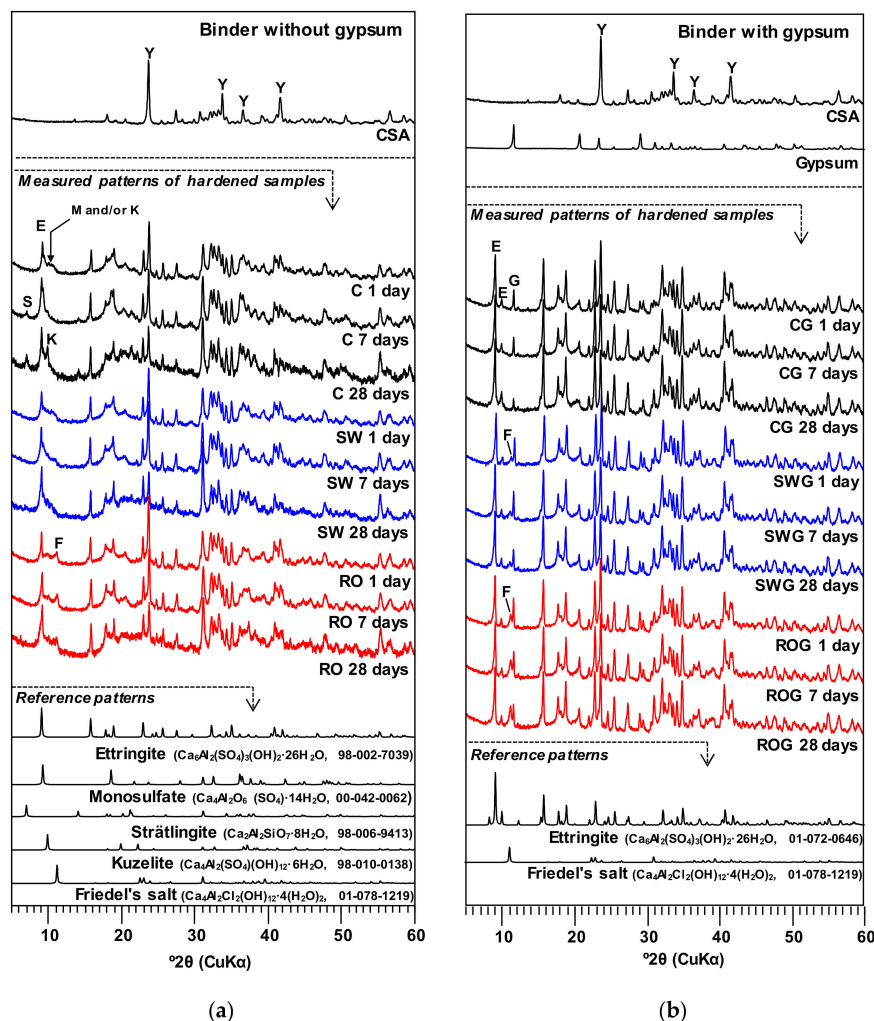 Binder without gypsum
Y
Y
Y
Y
CSA
Measured patterns of hardened samples
M and/or K
E
C 1 day
S
C 7 days
K
C 28 days
SW 1 day
SW 7 days
SW 28 days
F
RO 1 day
RO 7 days
RO 28 days
Reference patterns
Ettringite (Ca6Al2(SO4)3(OH)2·26H2O, 98-002-7039)
Monosulfate (Ca4Al2O6 (SO4)·14H2O, 00-042-0062)
Strätlingite (Ca2Al2SiO7·8H2O, 98-006-9413)
Kuzelite (Ca4Al2(SO4)(OH)12·6H2O, 98-010-0138)
Friedel's salt (Ca4Al2Cl2(OH)12·4(H2O)2, 01-078-1219)
10 20 30 40 50 60
º2θ (CuKα)
(a)
Binder with gypsum
Y
Y
Y
Y
CSA
Gypsum
Measured patterns of hardened samples
E
E
G
CG 1 day
CG 7 days
CG 28 days
F
SWG 1 day
SWG 7 days
SWG 28 days
F
ROG 1 day
ROG 7 days
ROG 28 days
Reference patterns
Ettringite (Ca6Al2(SO4)3(OH)2·26H2O, 01-072-0646)
Friedel's salt (Ca4Al2Cl2(OH)12·4(H2O)2, 01-078-1219)
10 20 30 40 50 60
º2θ (CuKα)
(b)